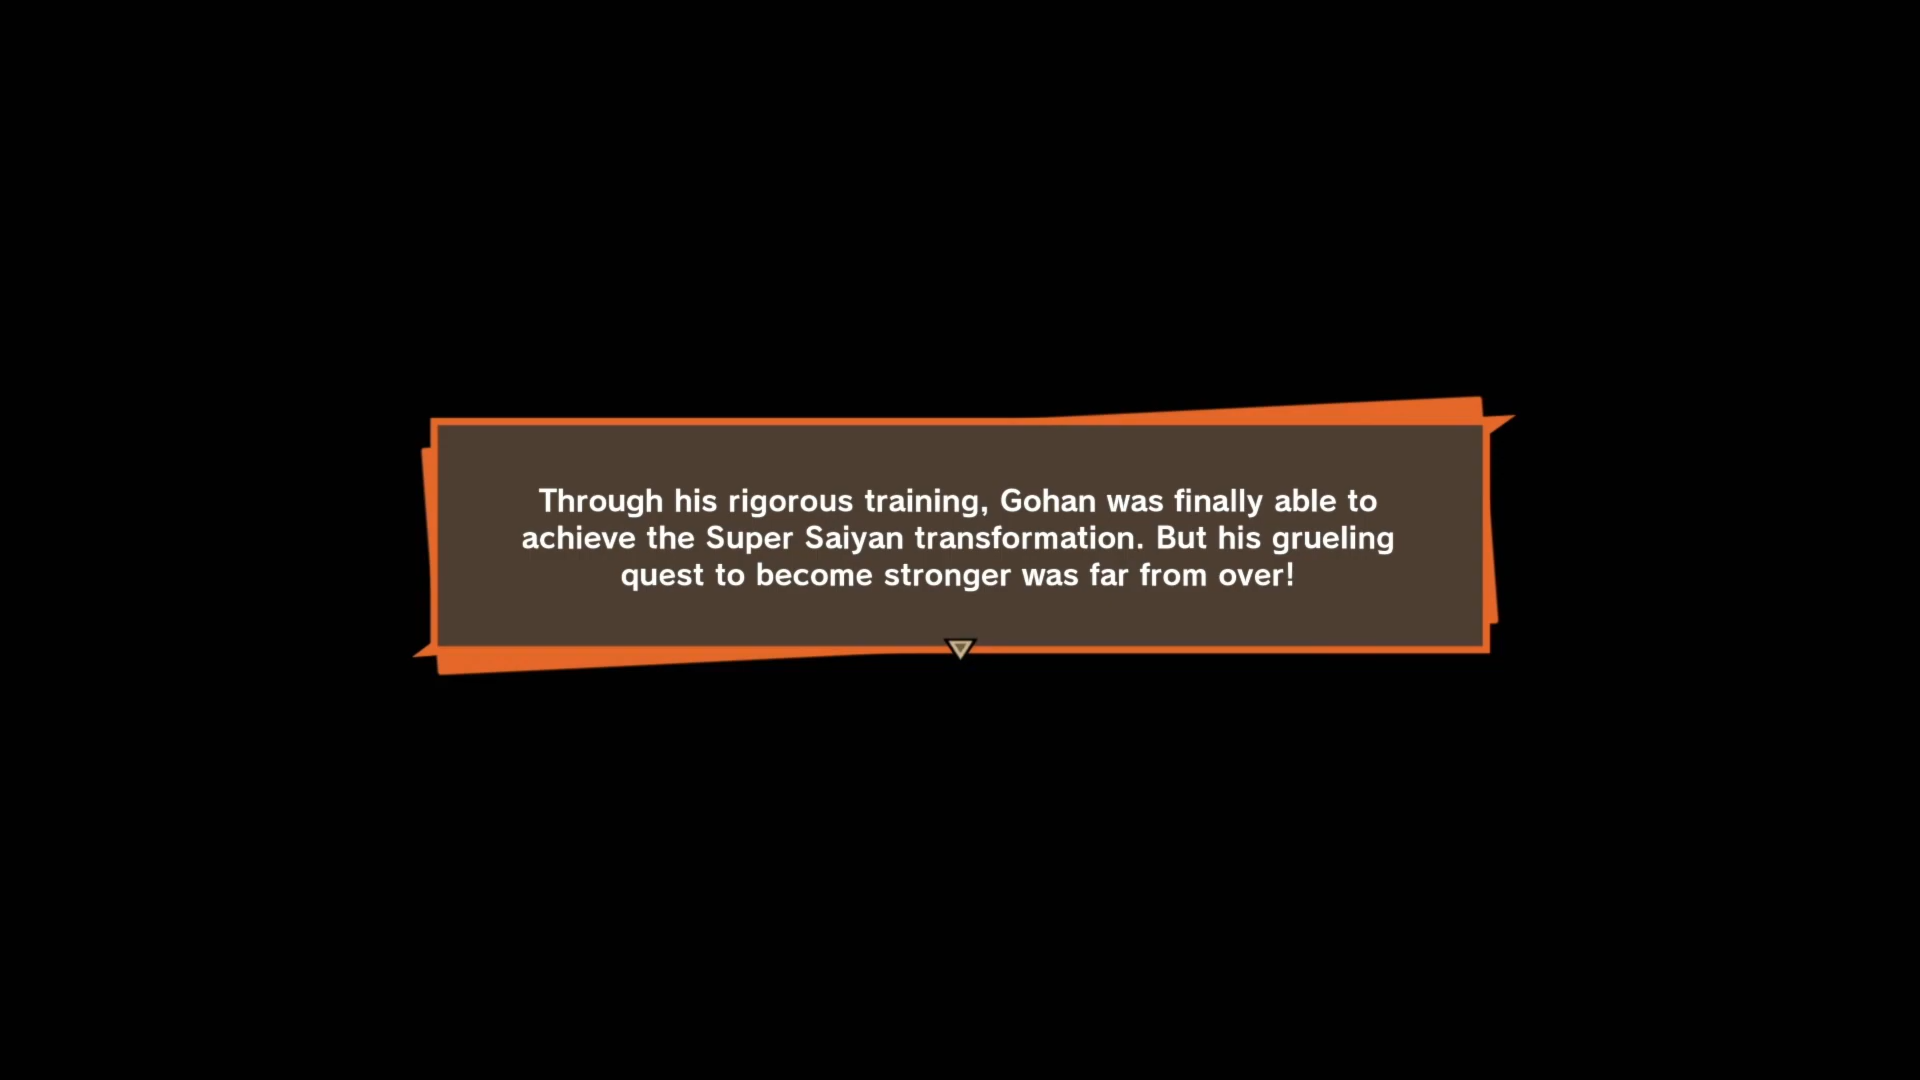 Through his rigorous training, Gohan was finally able to
achieve the Super Saiyan transformation. But his grueling
quest to become stronger was far from over!